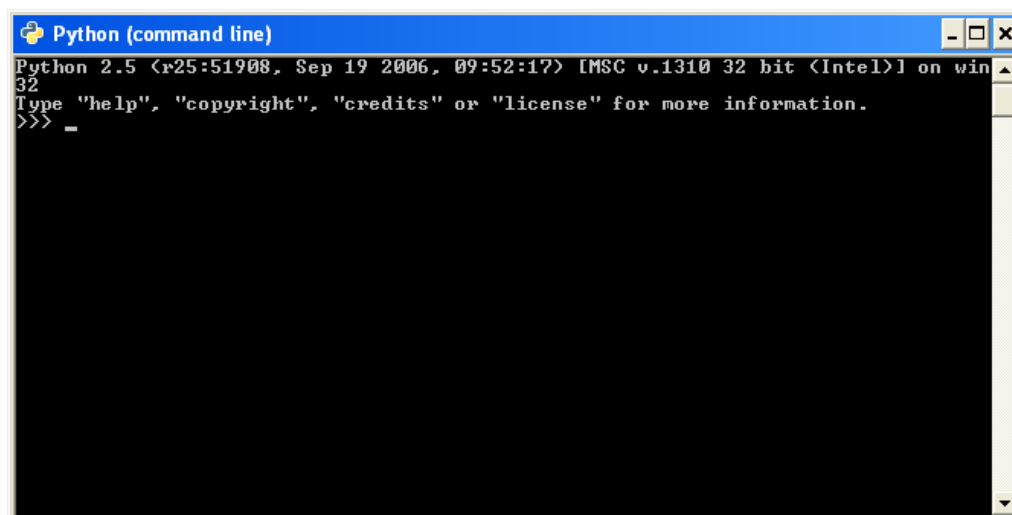 Python (command line)
Python 2.5 (r25:51908, Sep 19 2006, 09:52:17) [MSC v.1310 32 bit (Intel)] on win
32
Type "help", "copyright", "credits" or "license" for more information.
>>> _